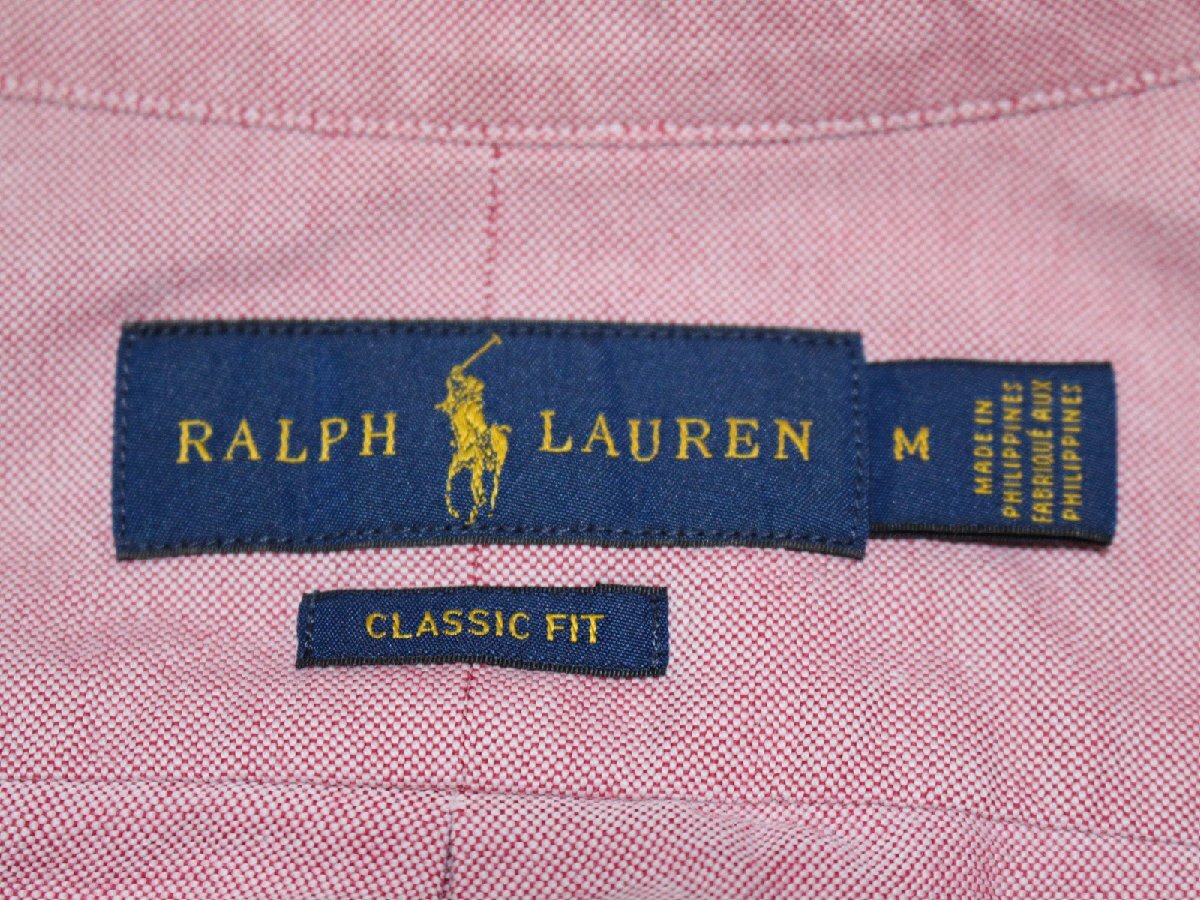 RALPH LAUREN
M
MADE IN
PHILIPPINES
FABRIQUÉ AUX
PHILIPPINES
CLASSIC FIT